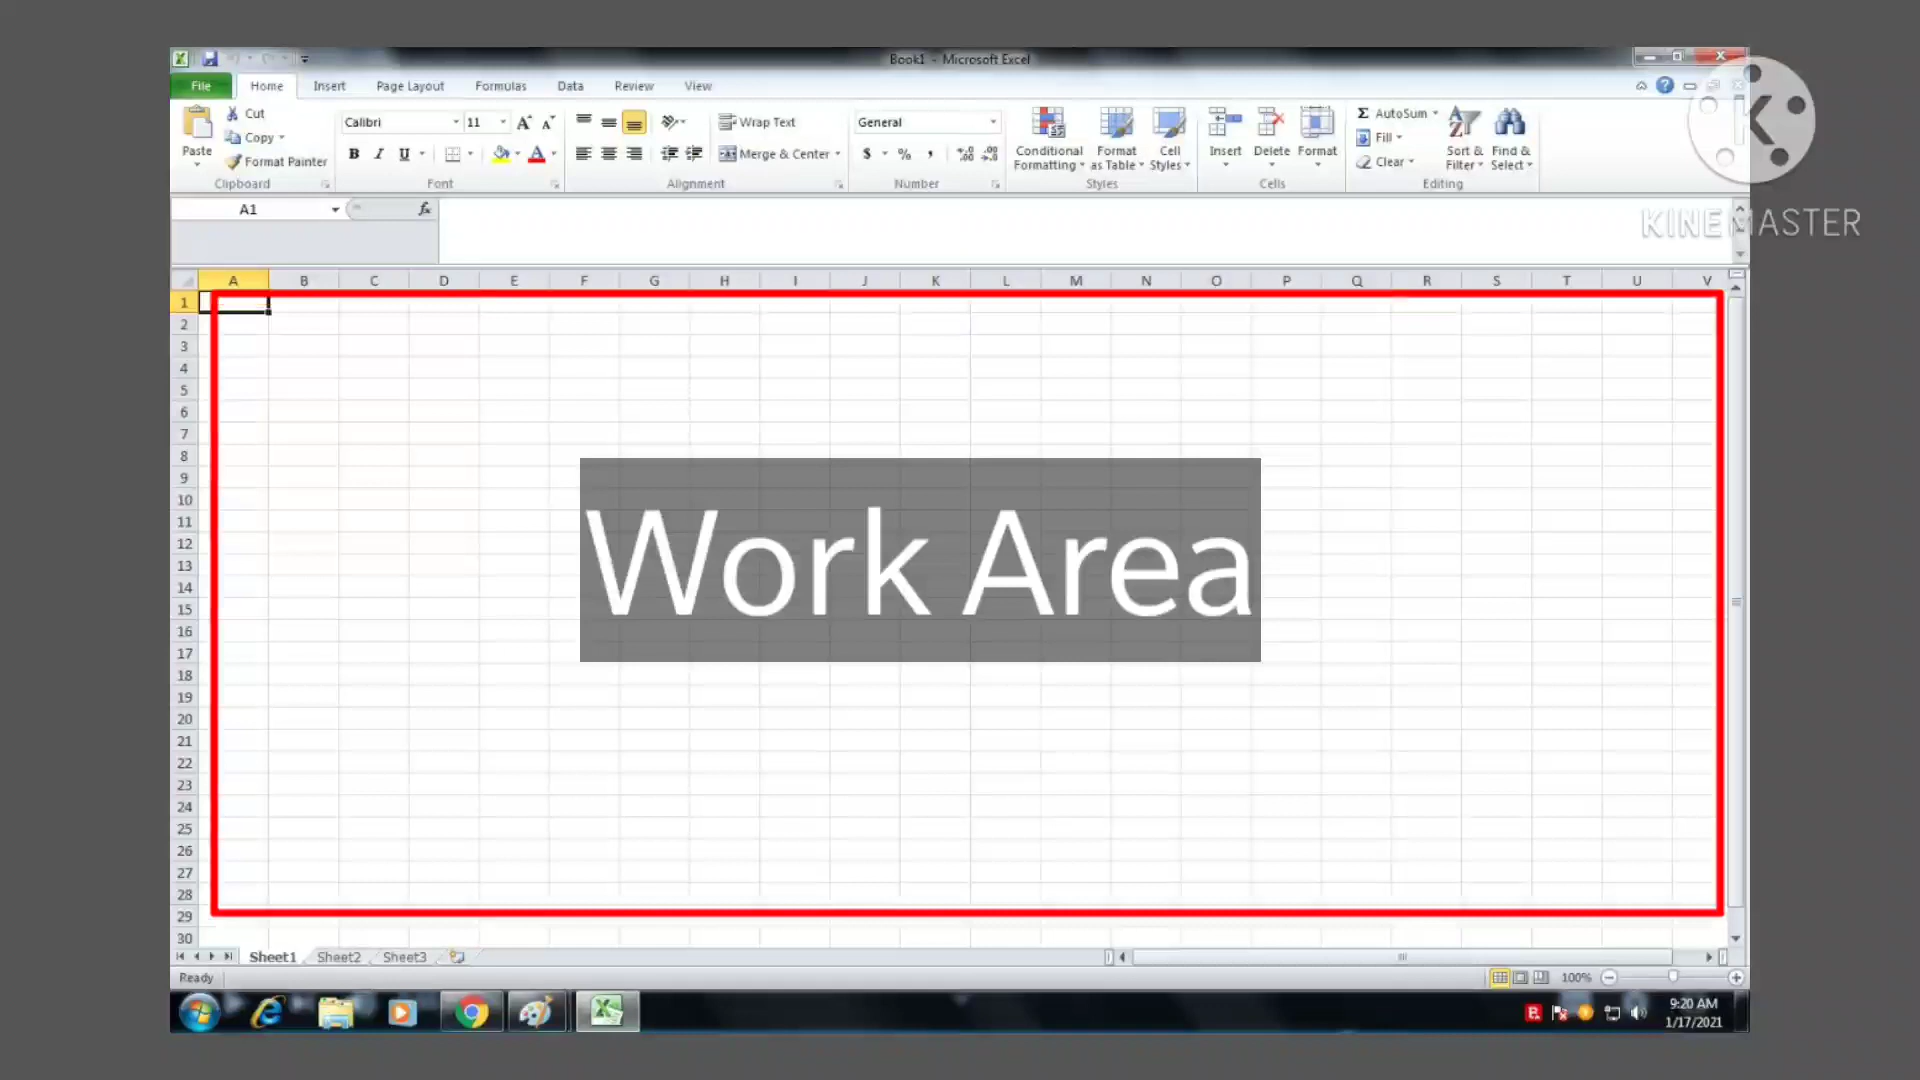 Book1 - Microsoft Excel
File Home Insert Page Layout Formulas Data Review View
Paste
Cut
Copy
Format Painter
Clipboard
Calibri 11
B I U
Font
Wrap Text
Merge & Center
Alignment
General
$ % ,
Number
Conditional Formatting
Format as Table
Cell Styles
Styles
Insert Delete Format
Cells
Σ AutoSum
Fill
Clear
Sort & Filter
Find & Select
Editing
K
KINEMASTER
A1 fx
A B C D E F G H I J K L M N O P Q R S T U V
1
2
3
4
5
6
7
8
9
10
11
12
13
14
15
16
17
18
19
20
21
22
23
24
25
26
27
28
29
30
Work Area
Sheet1 Sheet2 Sheet3
Ready 100%
9:20 AM
1/17/2021